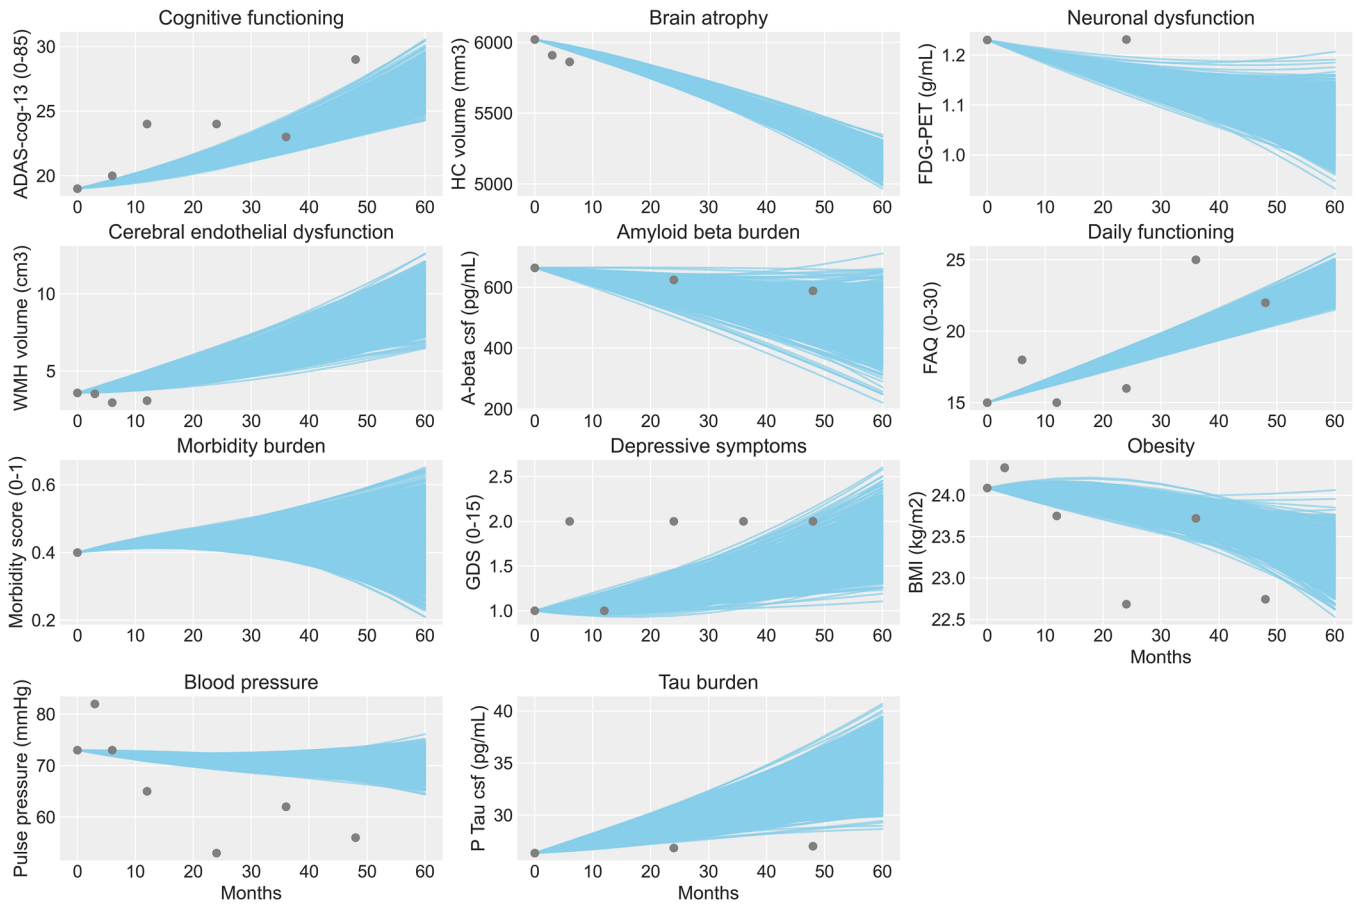 Cognitive functioning
ADAS-cog-13 (0-85)
30
25
20
0 10 20 30 40 50 60
Brain atrophy
HC volume (mm3)
6000
5500
5000
0 10 20 30 40 50 60
Neuronal dysfunction
FDG-PET (g/mL)
1.2
1.1
1.0
0 10 20 30 40 50 60
Months
Cerebral endothelial dysfunction
WMH volume (cm3)
10
5
0 10 20 30 40 50 60
Amyloid beta burden
A-beta csf (pg/mL)
600
400
200
0 10 20 30 40 50 60
Daily functioning
FAQ (0-30)
25
20
15
0 10 20 30 40 50 60
Morbidity burden
Morbidity score (0-1)
0.6
0.4
0.2
0 10 20 30 40 50 60
Depressive symptoms
GDS (0-15)
2.5
2.0
1.5
1.0
0 10 20 30 40 50 60
Obesity
BMI (kg/m2)
24.0
23.5
23.0
22.5
0 10 20 30 40 50 60
Months
Blood pressure
Pulse pressure (mmHg)
80
70
60
0 10 20 30 40 50 60
Months
Tau burden
P Tau csf (pg/mL)
40
35
30
0 10 20 30 40 50 60
Months